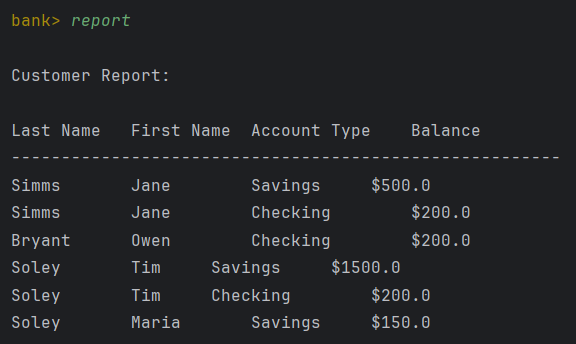 bank> report
Customer Report:
Last Name   First Name  Account Type    Balance
-------------------------------------------------------
Simms       Jane        Savings     $500.0
Simms       Jane        Checking        $200.0
Bryant      Owen        Checking        $200.0
Soley       Tim     Savings     $1500.0
Soley       Tim     Checking        $200.0
Soley       Maria       Savings     $150.0